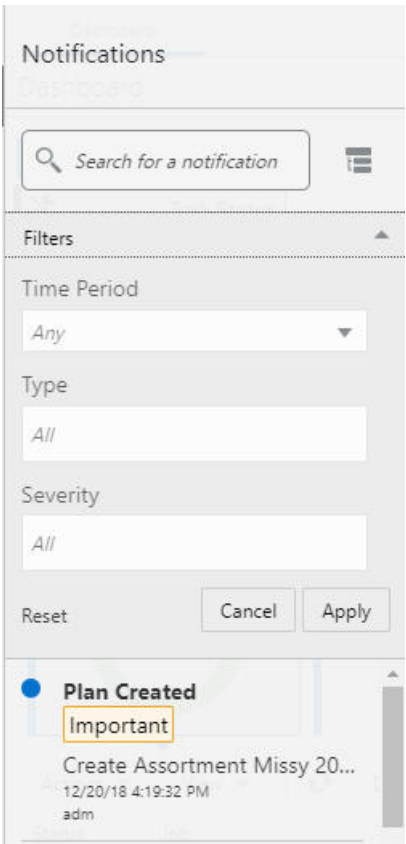 Notifications
Dashboard
Search for a notification
Filters
Time Period
Any
Type
All
Severity
All
Reset
Cancel
Apply
Plan Created
Important
Create Assortment Missy 20...
12/20/18 4:19:32 PM
adm